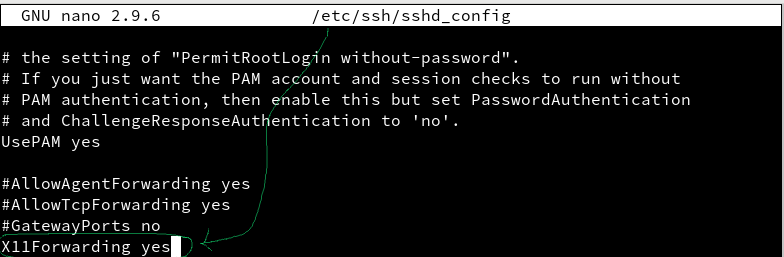 GNU nano 2.9.6 /etc/ssh/sshd_config
# the setting of "PermitRootLogin without-password".
# If you just want the PAM account and session checks to run without
# PAM authentication, then enable this but set PasswordAuthentication
# and ChallengeResponseAuthentication to 'no'.
UsePAM yes
#AllowAgentForwarding yes
#AllowTcpForwarding yes
#GatewayPorts no
X11Forwarding yes